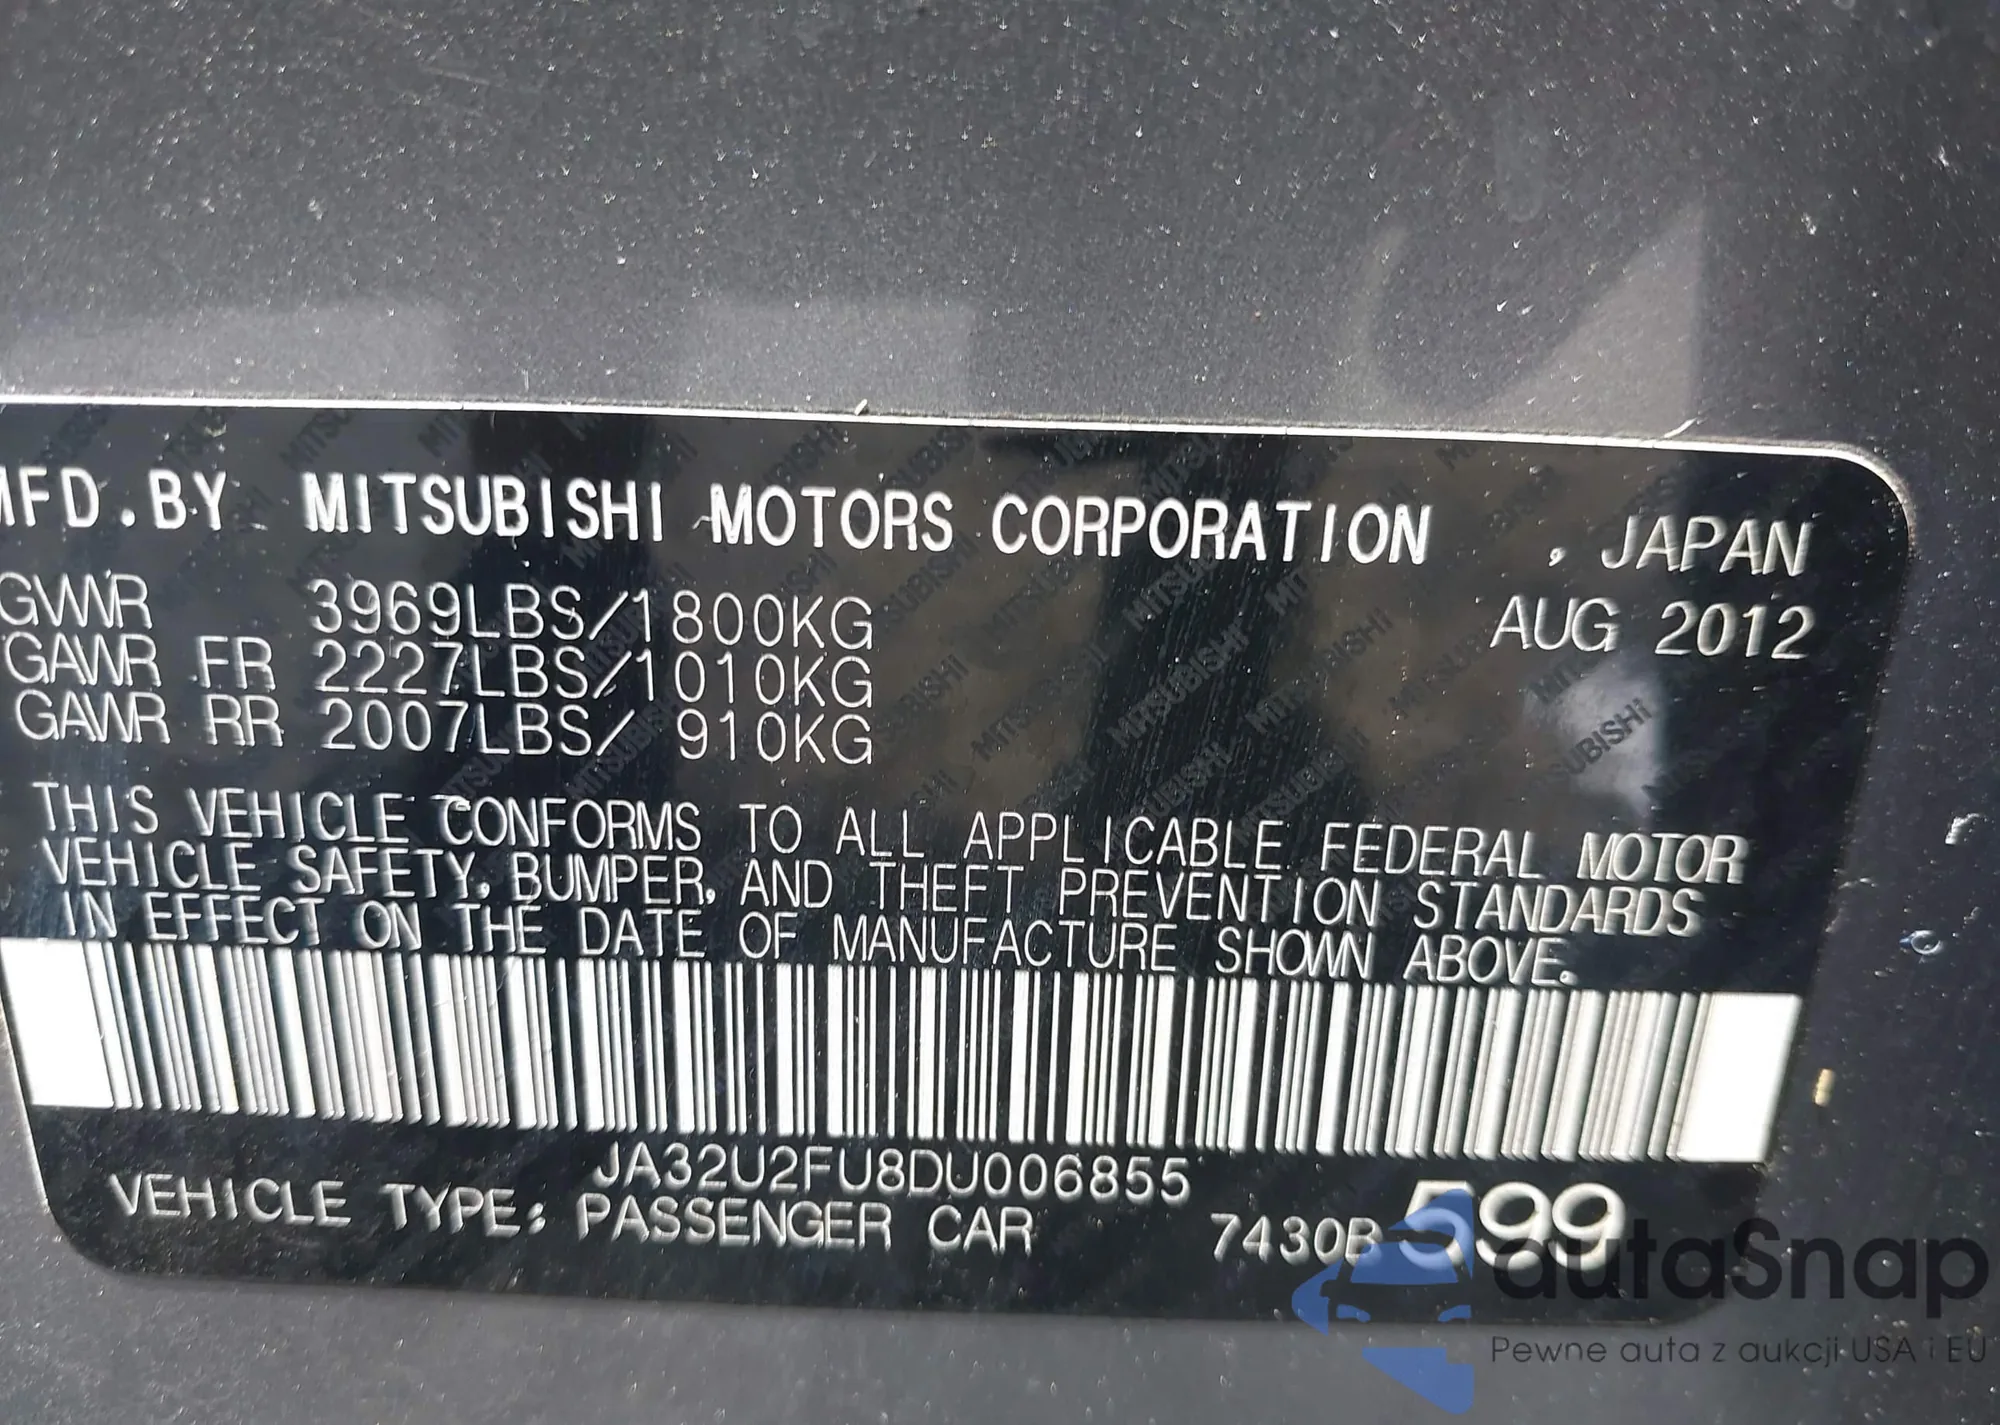 MFD.BY MITSUBISHI MOTORS CORPORATION , JAPAN
GVWR 3969LBS/1800KG AUG 2012
GAWR FR 2227LBS/1010KG
GAWR RR 2007LBS/ 910KG
THIS VEHICLE CONFORMS TO ALL APPLICABLE FEDERAL MOTOR
VEHICLE SAFETY, BUMPER, AND THEFT PREVENTION STANDARDS
IN EFFECT ON THE DATE OF MANUFACTURE SHOWN ABOVE.
JA32U2FU8DU006855
VEHICLE TYPE: PASSENGER CAR 7430B 599
autaSnap
Pewne auta z aukcji USA i EU